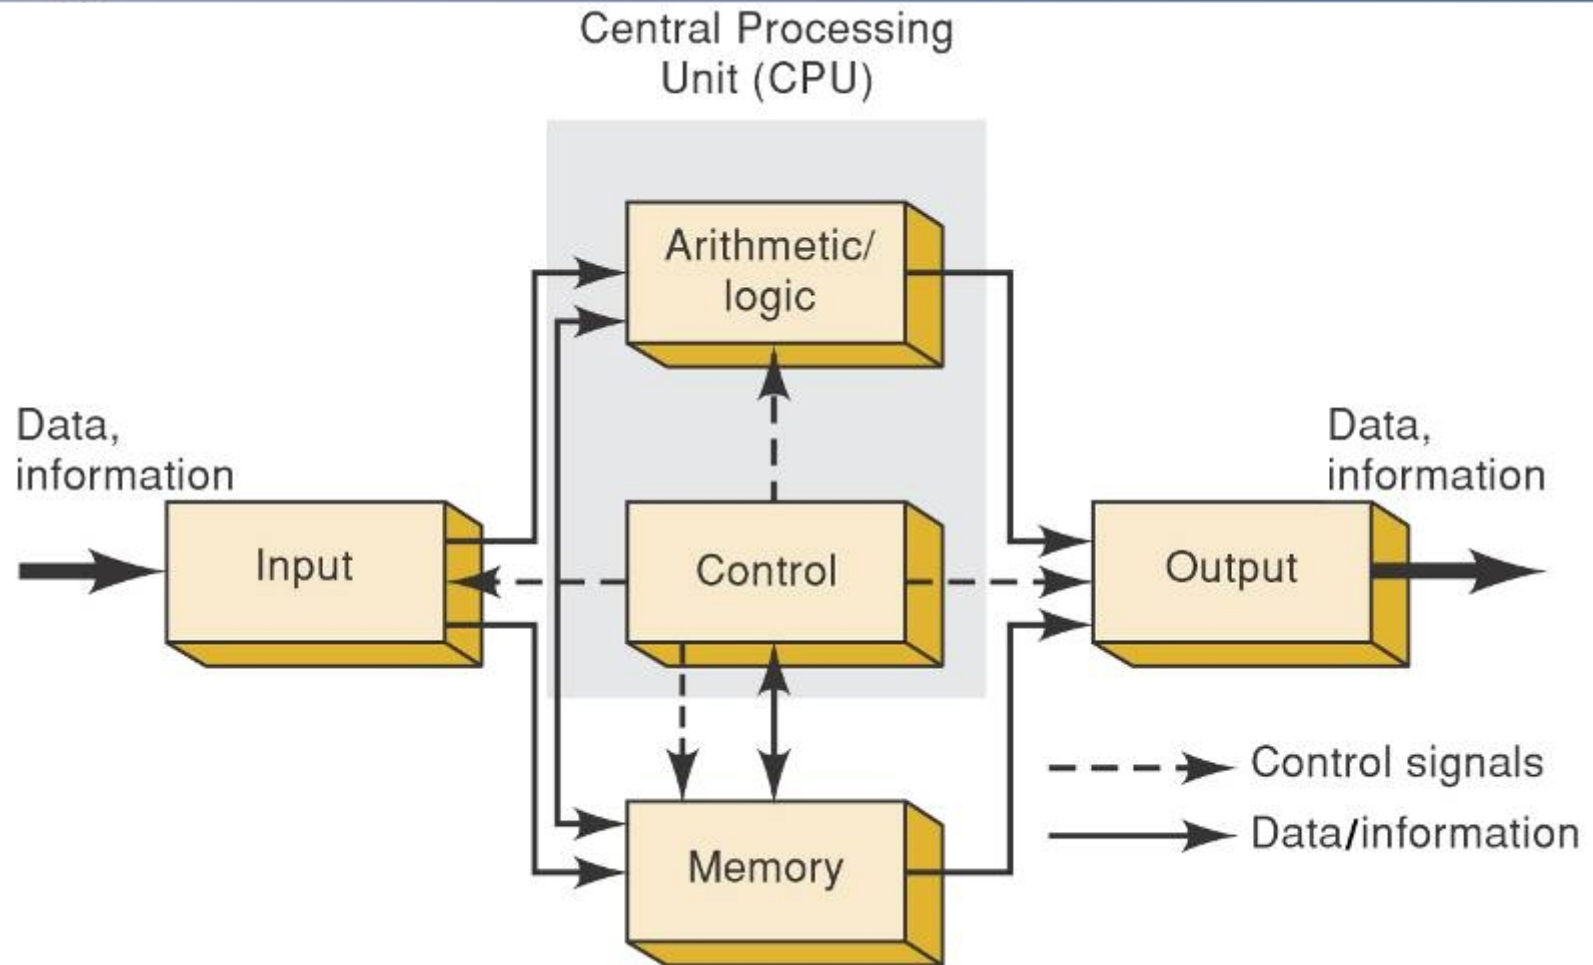 Central Processing
Unit (CPU)
Arithmetic/
logic
Data,
information
Input
Control
Data,
information
Output
Memory
Control signals
Data/information